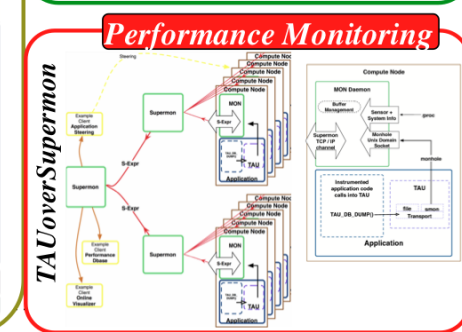 Performance Monitoring
TAUoverSupermon
Steering
Compute Node
Compute Node
Compute Node
Compute Node
MON
S-Expr
TAU_DB_DUMP()
TAU
Application
Supermon
Example
Client
Application
Steering
S-Expr
Supermon
S-Expr
Example
Client
Performance
Dbase
Example
Client
Online
Visualizer
Supermon
Compute Node
Compute Node
Compute Node
Compute Node
MON
S-Expr
TAU
Application
Compute Node
MON Daemon
Buffer
Management
Sensor +
System Info
/proc
Supermon
TCP / IP
channel
Monhole
Unix Domain
Socket
monhole
Instrumented
application code
calls into TAU
TAU_DB_DUMP()
TAU
file
smon
Transport
Application